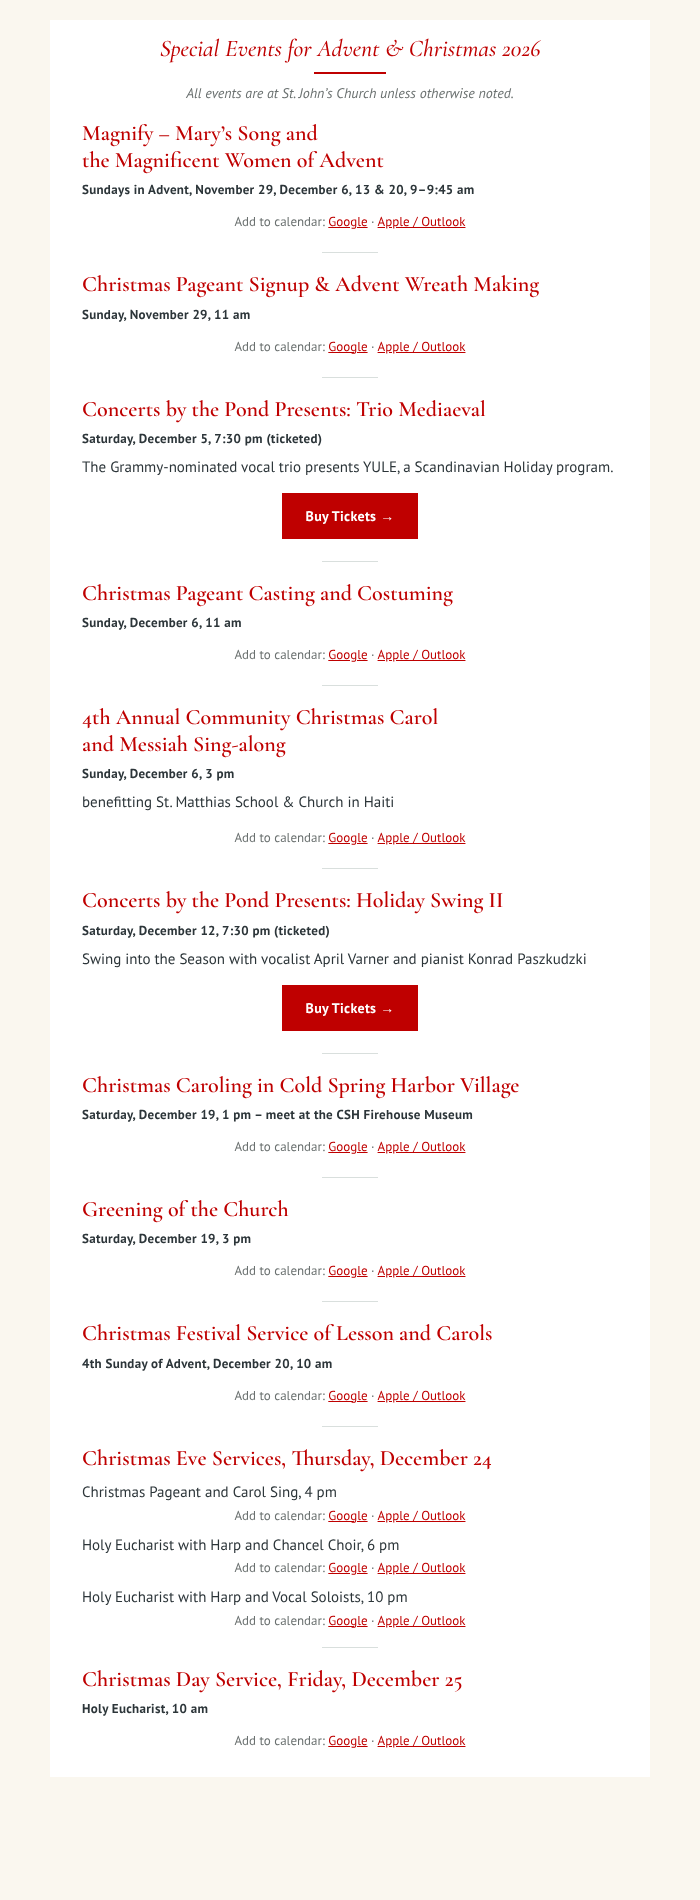 Special Events for Advent & Christmas 2026
All events are at St. John’s Church unless otherwise noted.
Magnify – Mary’s Song and
the Magnificent Women of Advent
Sundays in Advent, November 29, December 6, 13 & 20, 9–9:45 am
Add to calendar: Google · Apple / Outlook
Christmas Pageant Signup & Advent Wreath Making
Sunday, November 29, 11 am
Add to calendar: Google · Apple / Outlook
Concerts by the Pond Presents: Trio Mediaeval
Saturday, December 5, 7:30 pm (ticketed)
The Grammy-nominated vocal trio presents YULE, a Scandinavian Holiday program.
Buy Tickets →
Christmas Pageant Casting and Costuming
Sunday, December 6, 11 am
Add to calendar: Google · Apple / Outlook
4th Annual Community Christmas Carol
and Messiah Sing-along
Sunday, December 6, 3 pm
benefitting St. Matthias School & Church in Haiti
Add to calendar: Google · Apple / Outlook
Concerts by the Pond Presents: Holiday Swing II
Saturday, December 12, 7:30 pm (ticketed)
Swing into the Season with vocalist April Varner and pianist Konrad Paszkudzki
Buy Tickets →
Christmas Caroling in Cold Spring Harbor Village
Saturday, December 19, 1 pm – meet at the CSH Firehouse Museum
Add to calendar: Google · Apple / Outlook
Greening of the Church
Saturday, December 19, 3 pm
Add to calendar: Google · Apple / Outlook
Christmas Festival Service of Lesson and Carols
4th Sunday of Advent, December 20, 10 am
Add to calendar: Google · Apple / Outlook
Christmas Eve Services, Thursday, December 24
Christmas Pageant and Carol Sing, 4 pm
Add to calendar: Google · Apple / Outlook
Holy Eucharist with Harp and Chancel Choir, 6 pm
Add to calendar: Google · Apple / Outlook
Holy Eucharist with Harp and Vocal Soloists, 10 pm
Add to calendar: Google · Apple / Outlook
Christmas Day Service, Friday, December 25
Holy Eucharist, 10 am
Add to calendar: Google · Apple / Outlook